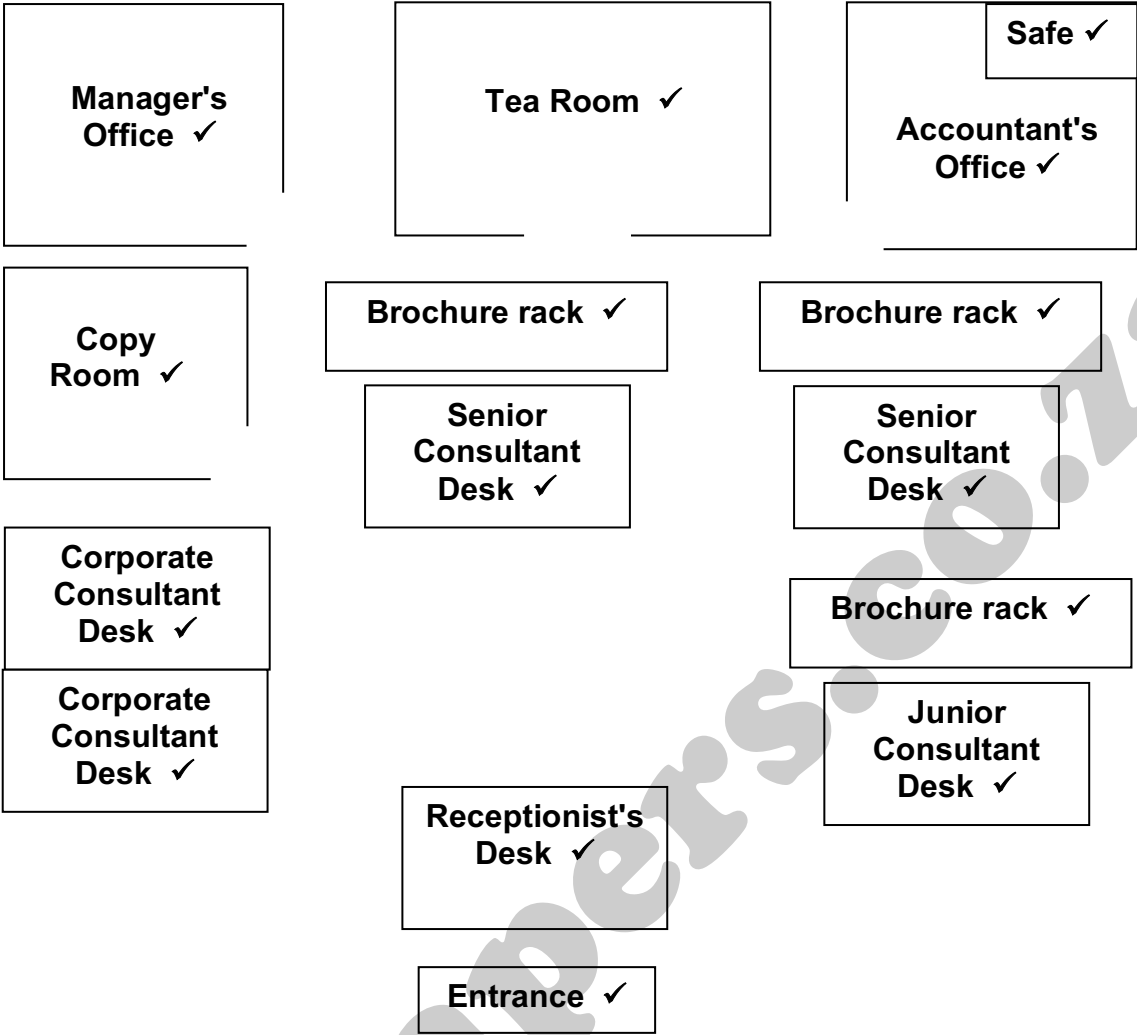 Safe ✓
Manager's
Office ✓
Tea Room ✓
Accountant's
Office ✓
Copy
Room ✓
Brochure rack ✓
Brochure rack ✓
Senior
Consultant
Desk ✓
Senior
Consultant
Desk ✓
Corporate
Consultant
Desk ✓
Brochure rack ✓
Corporate
Consultant
Desk ✓
Junior
Consultant
Desk ✓
Receptionist's
Desk ✓
Entrance ✓